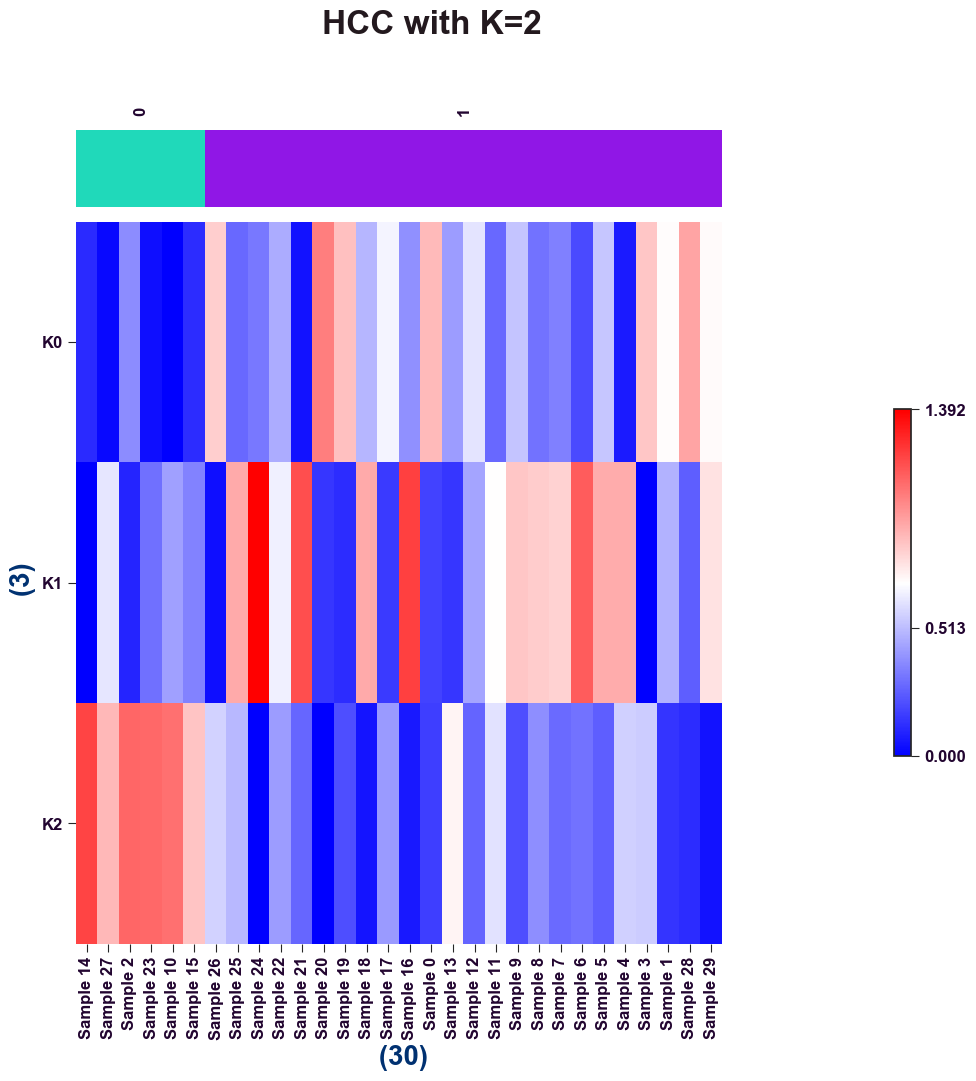 HCC with K=2
0
1
K0
K1
K2
(3)
1.392
0.513
0.000
Sample 14
Sample 27
Sample 2
Sample 23
Sample 10
Sample 15
Sample 26
Sample 25
Sample 24
Sample 22
Sample 21
Sample 20
Sample 19
Sample 18
Sample 17
Sample 16
Sample 0
Sample 13
Sample 12
Sample 11
Sample 9
Sample 8
Sample 7
Sample 6
Sample 5
Sample 4
Sample 3
Sample 1
Sample 28
Sample 29
(30)